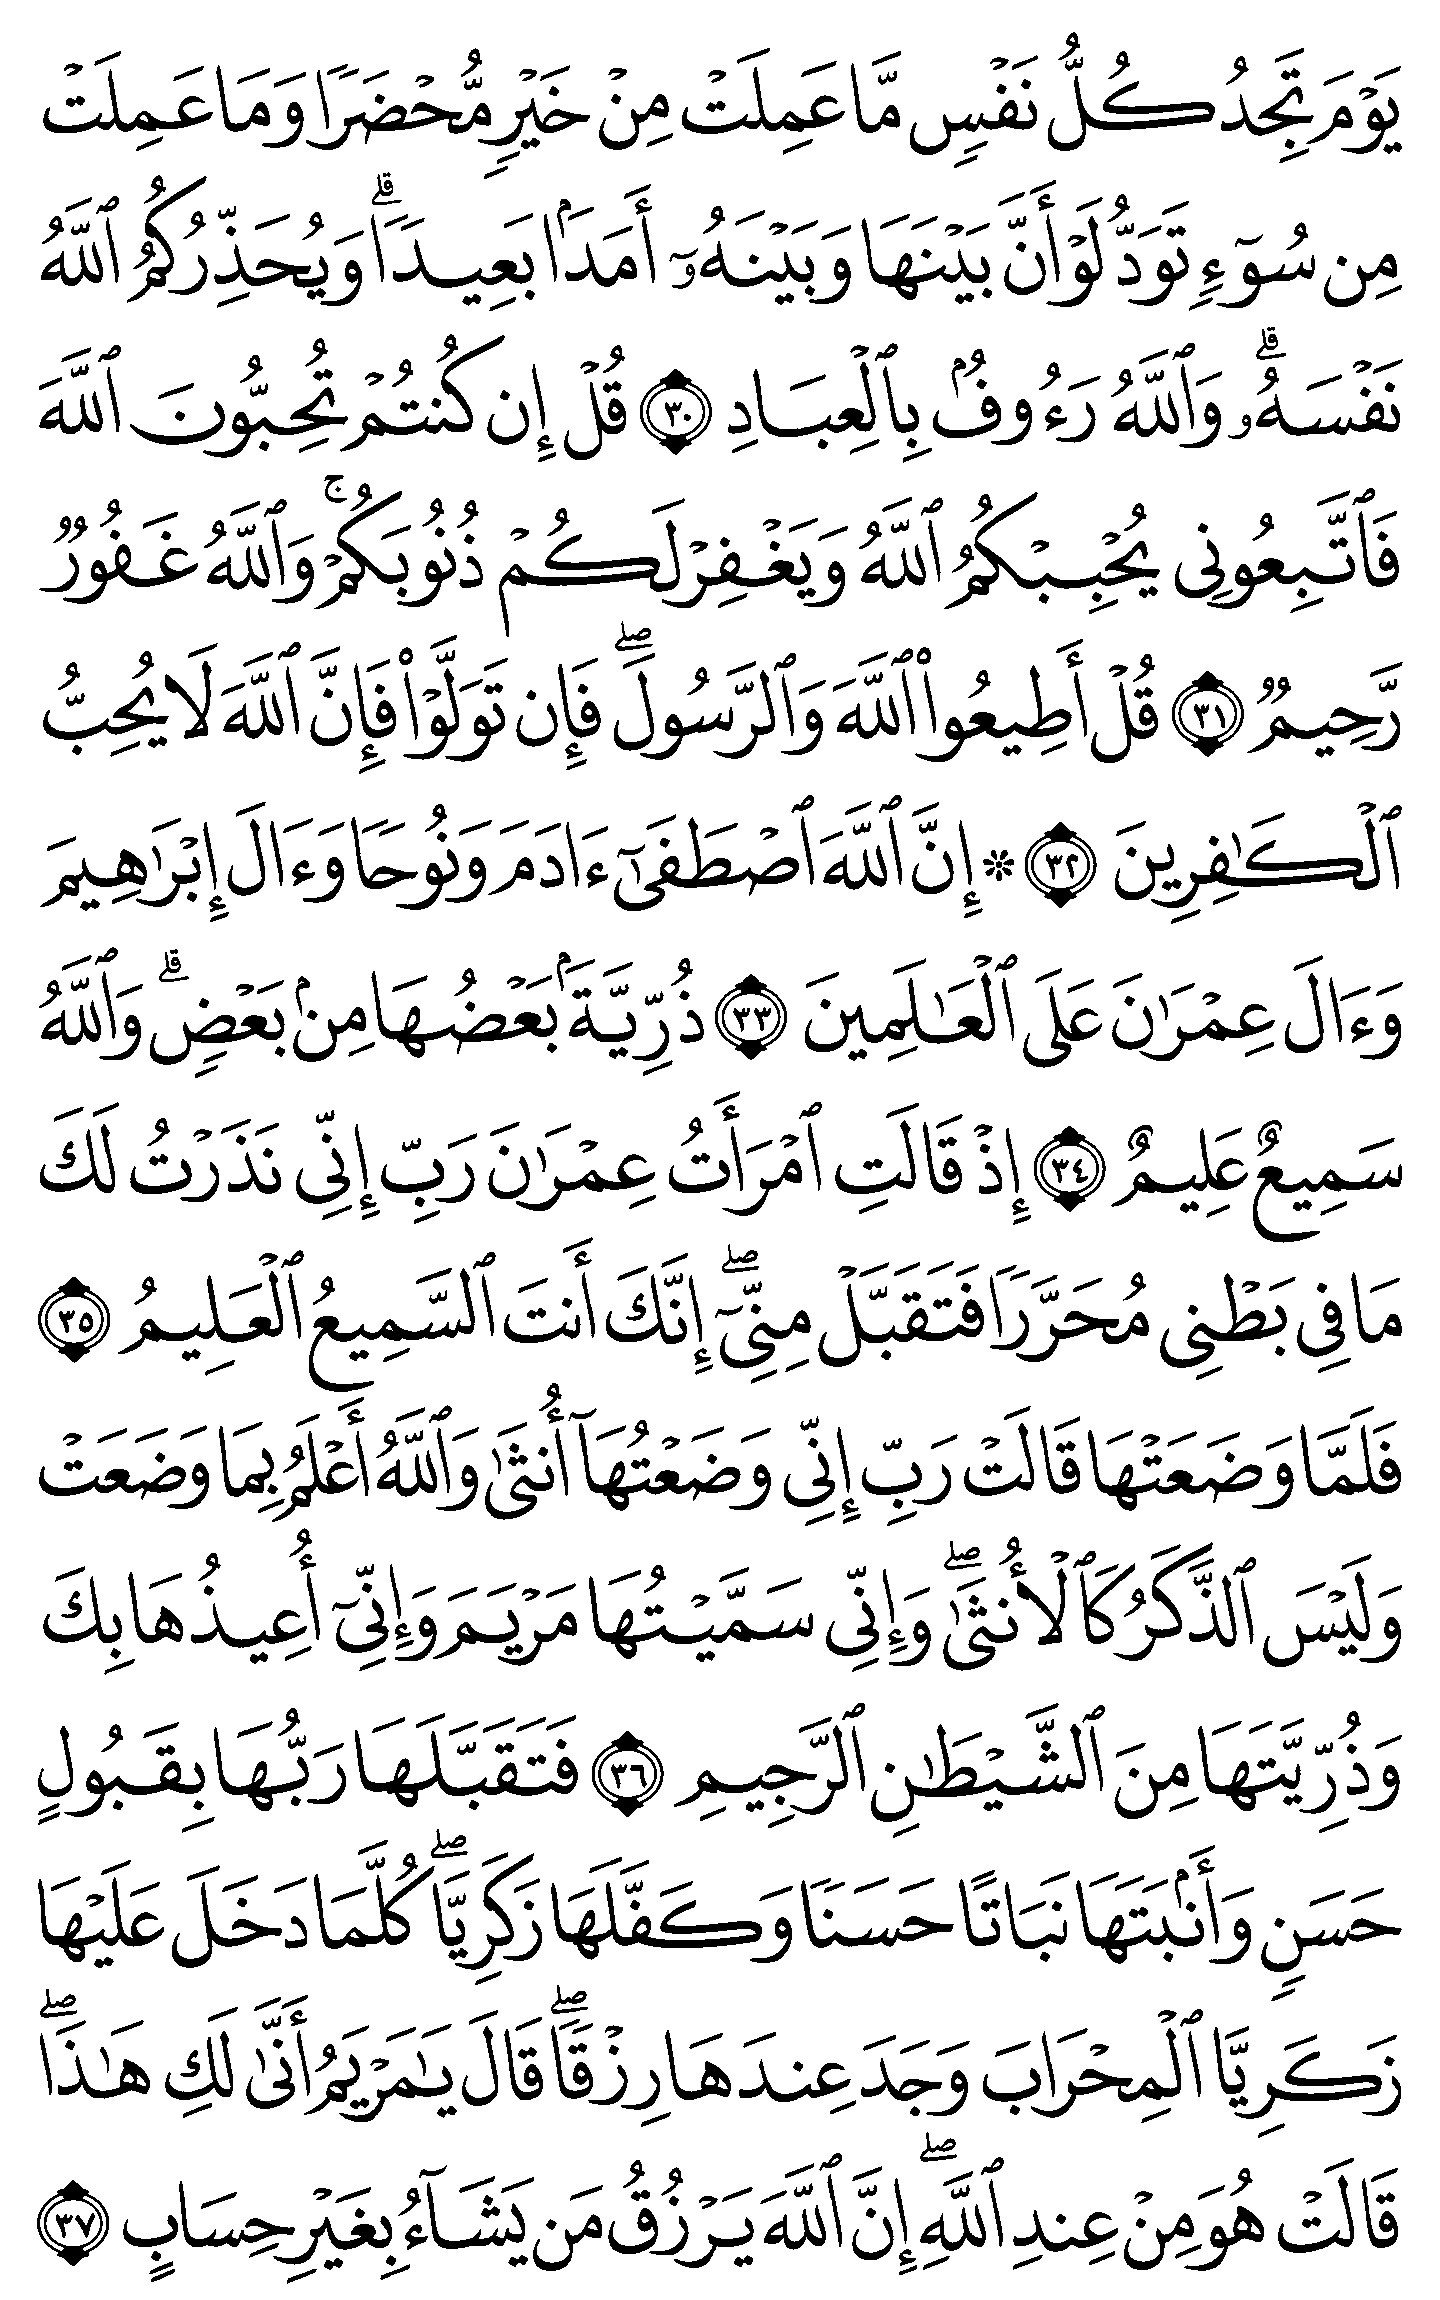 يَوۡمَ تَجِدُ كُلُّ نَفۡسٖ مَّا عَمِلَتۡ مِنۡ خَيۡرٖ مُّحۡضَرٗا وَمَا عَمِلَتۡ
مِن سُوٓءٖ تَوَدُّ لَوۡ أَنَّ بَيۡنَهَا وَبَيۡنَهُۥٓ أَمَدَۢا بَعِيدٗاۗ وَيُحَذِّرُكُمُ ٱللَّهُ
نَفۡسَهُۥۗ وَٱللَّهُ رَءُوفُۢ بِٱلۡعِبَادِ ٣٠ قُلۡ إِن كُنتُمۡ تُحِبُّونَ ٱللَّهَ
فَٱتَّبِعُونِي يُحۡبِبۡكُمُ ٱللَّهُ وَيَغۡفِرۡ لَكُمۡ ذُنُوبَكُمۡۚ وَٱللَّهُ غَفُورٞ
رَّحِيمٞ ٣١ قُلۡ أَطِيعُواْ ٱللَّهَ وَٱلرَّسُولَۖ فَإِن تَوَلَّوۡاْ فَإِنَّ ٱللَّهَ لَا يُحِبُّ
ٱلۡكَٰفِرِينَ ٣٢ ۞ إِنَّ ٱللَّهَ ٱصۡطَفَىٰٓ ءَادَمَ وَنُوحٗا وَءَالَ إِبۡرَٰهِيمَ
وَءَالَ عِمۡرَٰنَ عَلَى ٱلۡعَٰلَمِينَ ٣٣ ذُرِّيَّةَۢ بَعۡضُهَا مِنۢ بَعۡضٖۗ وَٱللَّهُ
سَمِيعٌ عَلِيمٌ ٣٤ إِذۡ قَالَتِ ٱمۡرَأَتُ عِمۡرَٰنَ رَبِّ إِنِّي نَذَرۡتُ لَكَ
مَا فِي بَطۡنِي مُحَرَّرٗا فَتَقَبَّلۡ مِنِّيٓۖ إِنَّكَ أَنتَ ٱلسَّمِيعُ ٱلۡعَلِيمُ ٣٥
فَلَمَّا وَضَعَتۡهَا قَالَتۡ رَبِّ إِنِّي وَضَعۡتُهَآ أُنثَىٰ وَٱللَّهُ أَعۡلَمُ بِمَا وَضَعَتۡ
وَلَيۡسَ ٱلذَّكَرُ كَٱلۡأُنثَىٰۖ وَإِنِّي سَمَّيۡتُهَا مَرۡيَمَ وَإِنِّيٓ أُعِيذُهَا بِكَ
وَذُرِّيَّتَهَا مِنَ ٱلشَّيۡطَٰنِ ٱلرَّجِيمِ ٣٦ فَتَقَبَّلَهَا رَبُّهَا بِقَبُولٍ
حَسَنٖ وَأَنۢبَتَهَا نَبَاتًا حَسَنٗا وَكَفَّلَهَا زَكَرِيَّاۖ كُلَّمَا دَخَلَ عَلَيۡهَا
زَكَرِيَّا ٱلۡمِحۡرَابَ وَجَدَ عِندَهَا رِزۡقٗاۖ قَالَ يَٰمَرۡيَمُ أَنَّىٰ لَكِ هَٰذَاۖ
قَالَتۡ هُوَ مِنۡ عِندِ ٱللَّهِۖ إِنَّ ٱللَّهَ يَرۡزُقُ مَن يَشَآءُ بِغَيۡرِ حِسَابٍ ٣٧